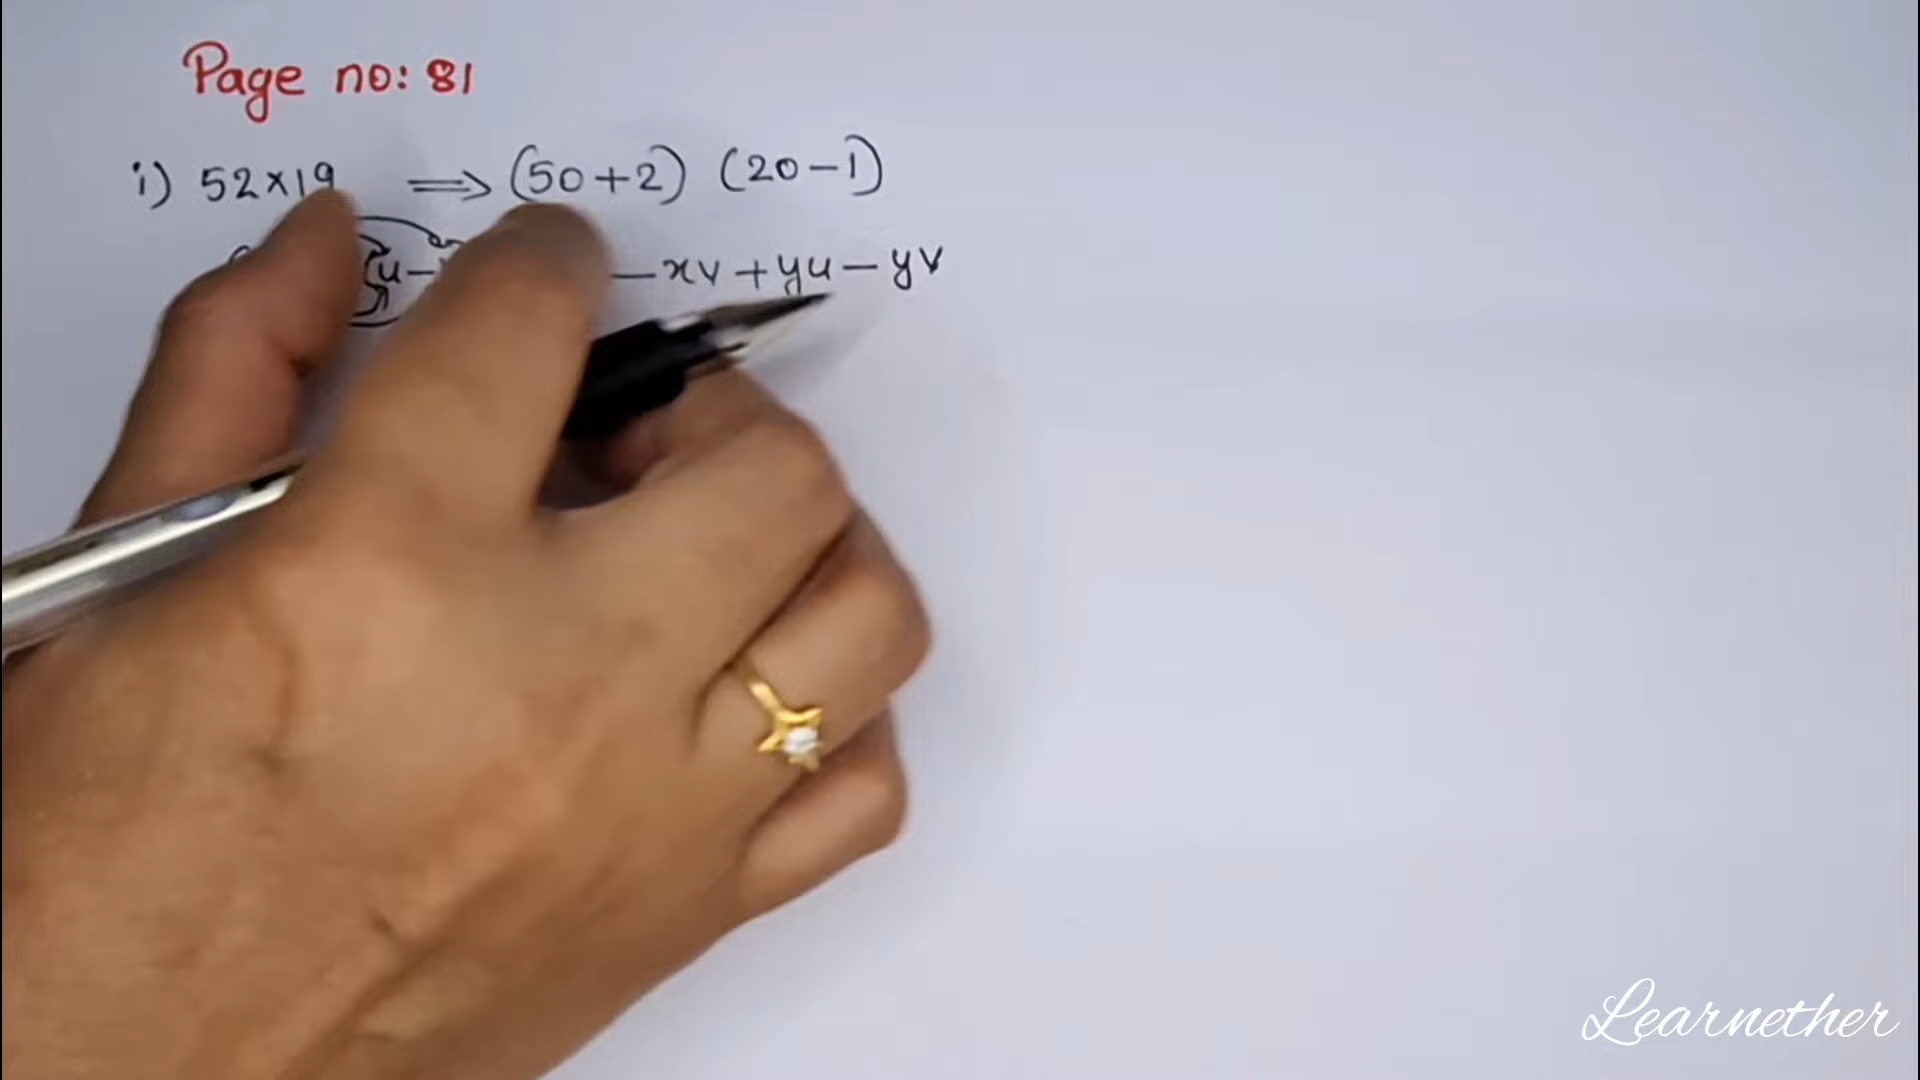 Page no: 81
i) 52×19 ⟹ (50+2) (20-1)
(u- - xv + yu - yv
Learnether